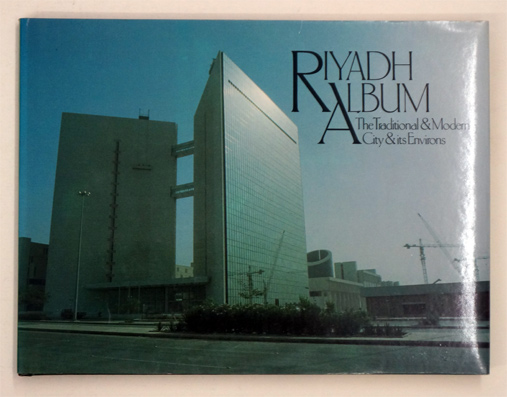 RIYADH
ALBUM
The Traditional & Modern
City & its Environs